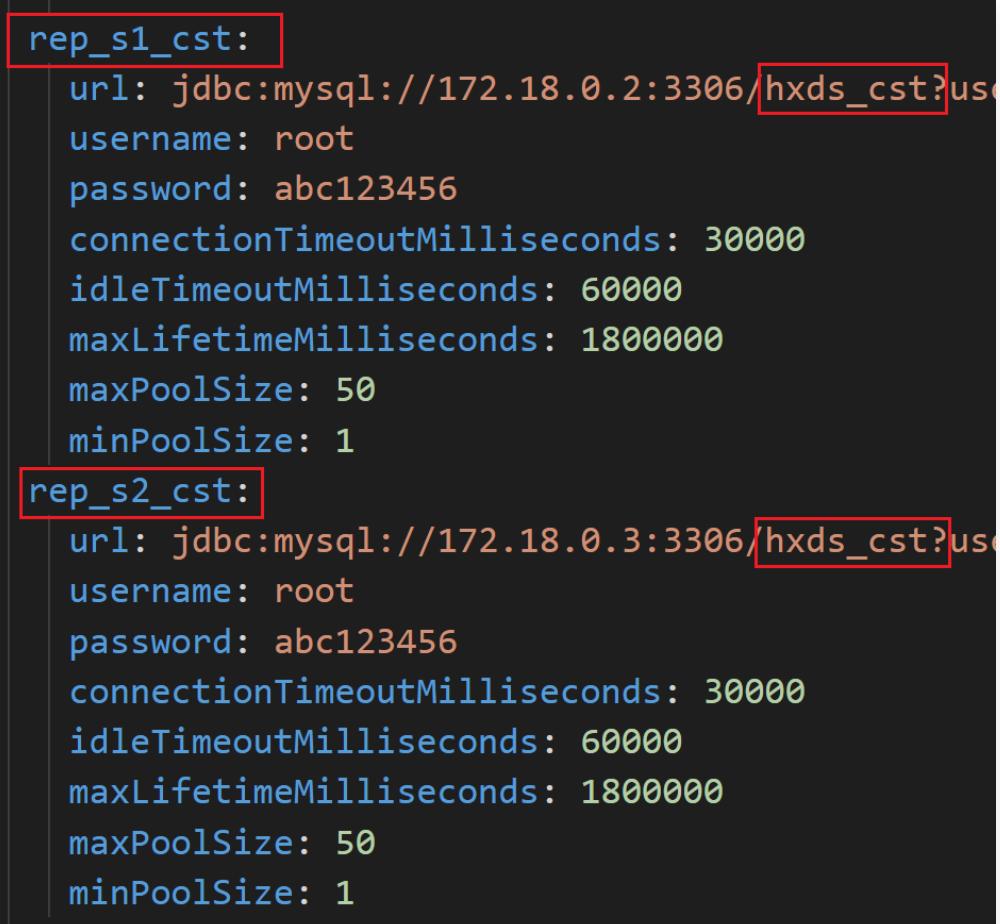 rep_s1_cst:
url: jdbc:mysql://172.18.0.2:3306/hxds_cst?use
username: root
password: abc123456
connectionTimeoutMilliseconds: 30000
idleTimeoutMilliseconds: 60000
maxLifetimeMilliseconds: 1800000
maxPoolSize: 50
minPoolSize: 1
rep_s2_cst:
url: jdbc:mysql://172.18.0.3:3306/hxds_cst?use
username: root
password: abc123456
connectionTimeoutMilliseconds: 30000
idleTimeoutMilliseconds: 60000
maxLifetimeMilliseconds: 1800000
maxPoolSize: 50
minPoolSize: 1